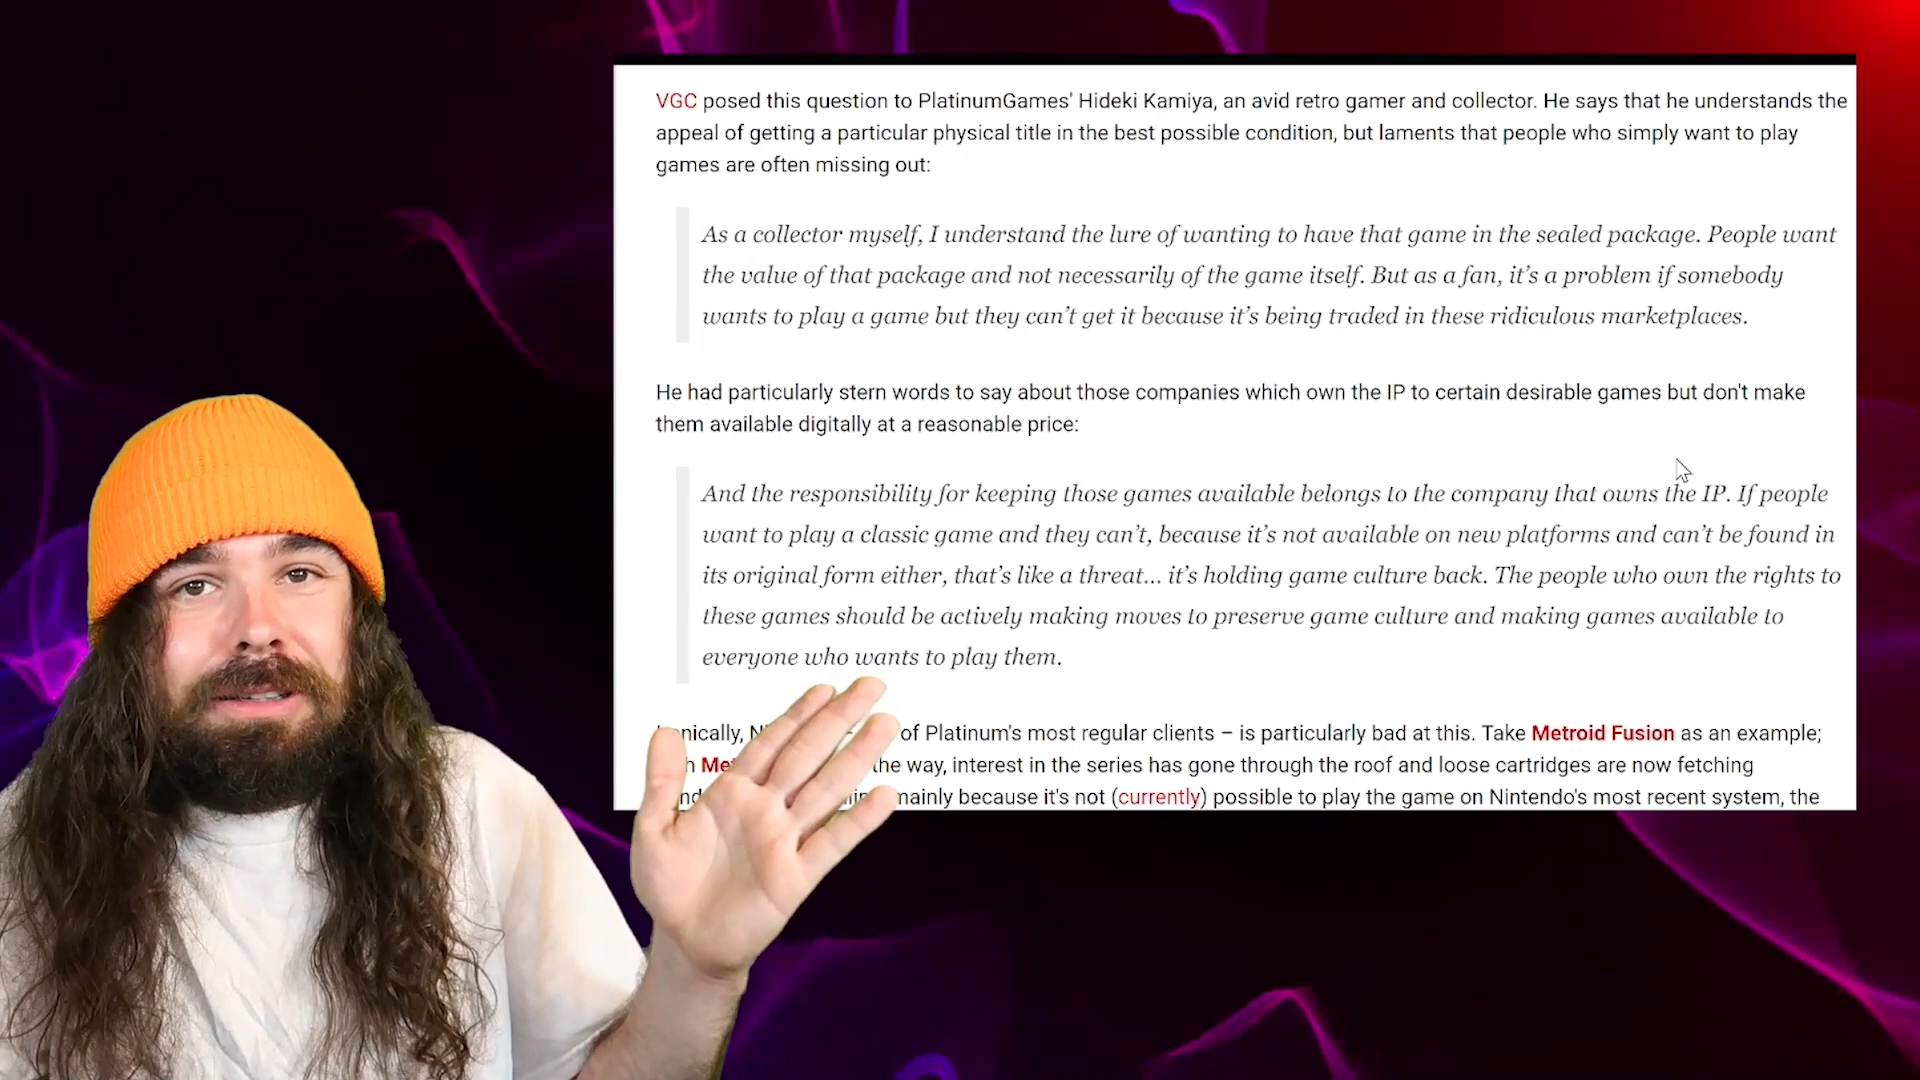 VGC posed this question to PlatinumGames' Hideki Kamiya, an avid retro gamer and collector. He says that he understands the
appeal of getting a particular physical title in the best possible condition, but laments that people who simply want to play
games are often missing out:
As a collector myself, I understand the lure of wanting to have that game in the sealed package. People want
the value of that package and not necessarily of the game itself. But as a fan, it's a problem if somebody
wants to play a game but they can't get it because it's being traded in these ridiculous marketplaces.
He had particularly stern words to say about those companies which own the IP to certain desirable games but don't make
them available digitally at a reasonable price:
And the responsibility for keeping those games available belongs to the company that owns the IP. If people
want to play a classic game and they can't, because it's not available on new platforms and can't be found in
its original form either, that's like a threat... it's holding game culture back. The people who own the rights to
these games should be actively making moves to preserve game culture and making games available to
everyone who wants to play them.
of Platinum's most regular clients – is particularly bad at this. Take Metroid Fusion as an example;
the way, interest in the series has gone through the roof and loose cartridges are now fetching
mainly because it's not (currently) possible to play the game on Nintendo's most recent system, the